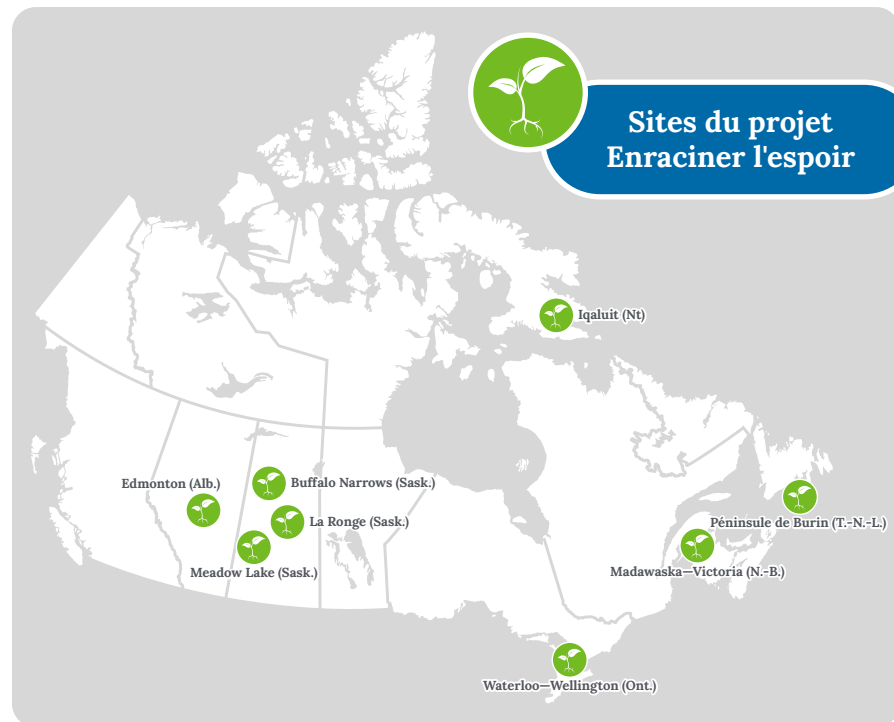 Sites du projet
Enraciner l'espoir
Iqaluit (Nt)
Edmonton (Alb.)
Buffalo Narrows (Sask.)
La Ronge (Sask.)
Meadow Lake (Sask.)
Péninsule de Burin (T.-N.-L.)
Madawaska—Victoria (N.-B.)
Waterloo—Wellington (Ont.)